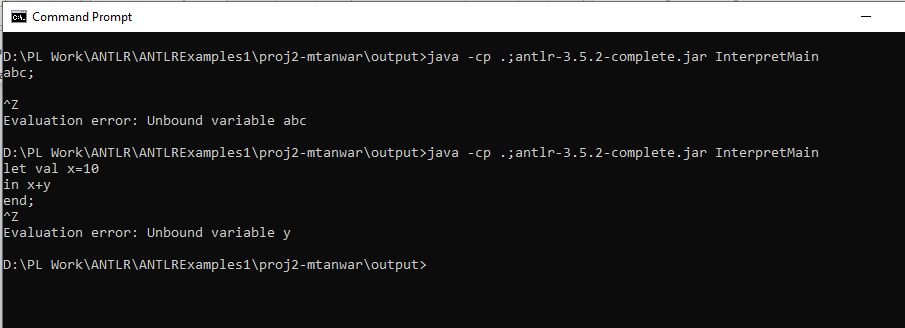 Command Prompt
D:\PL Work\ANTLR\ANTLRExamples1\proj2-mtanwar\output>java -cp .;antlr-3.5.2-complete.jar InterpretMain
abc;
^Z
Evaluation error: Unbound variable abc
D:\PL Work\ANTLR\ANTLRExamples1\proj2-mtanwar\output>java -cp .;antlr-3.5.2-complete.jar InterpretMain
let val x=10
in x+y
end;
^Z
Evaluation error: Unbound variable y
D:\PL Work\ANTLR\ANTLRExamples1\proj2-mtanwar\output>